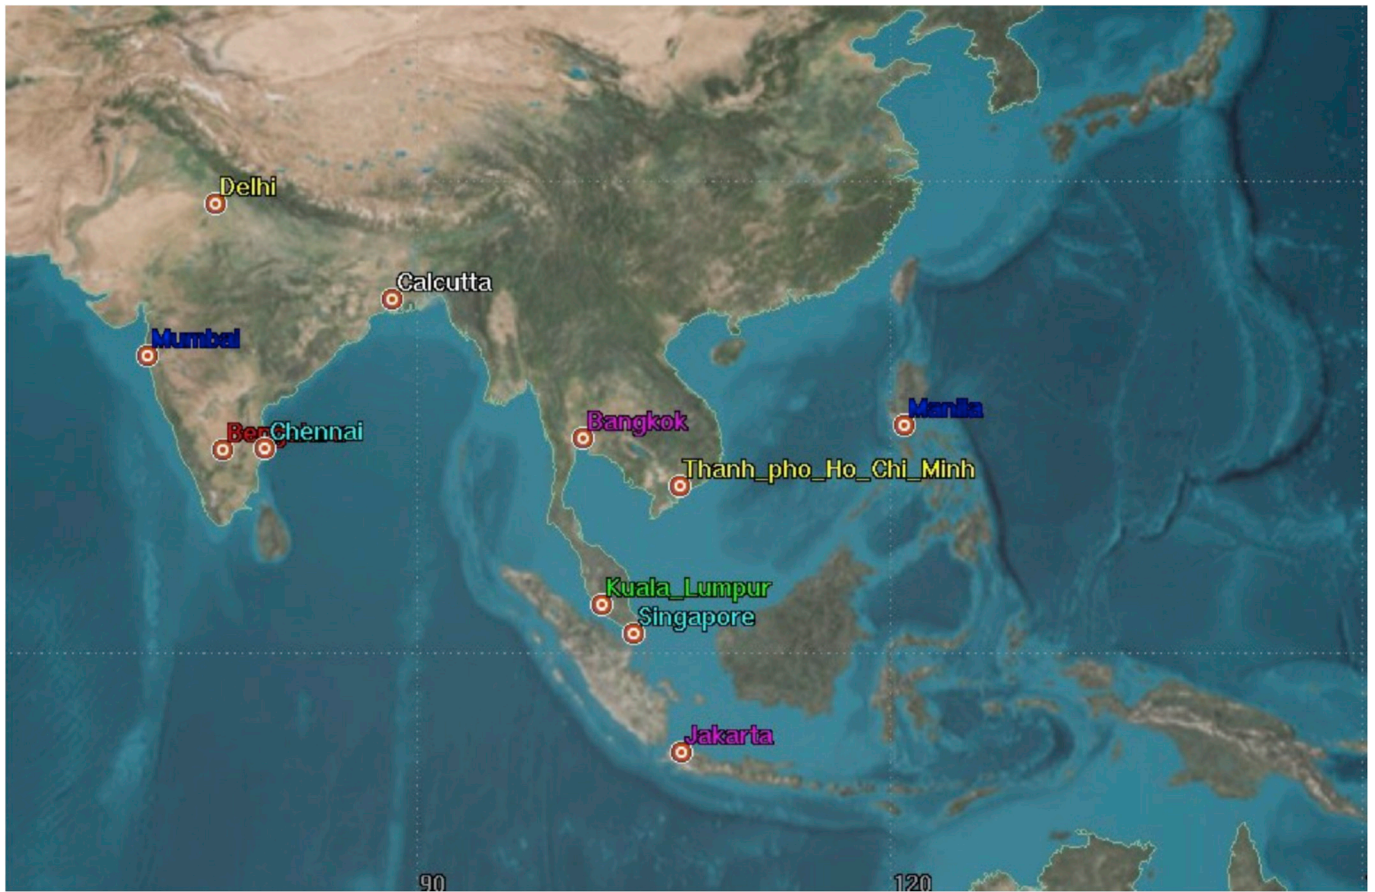 Delhi
Calcutta
Mumbai
Manila
Bangkok
Chennai
Thanh_pho_Ho_Chi_Minh
Kuala_Lumpur
Singapore
Jakarta
90
120